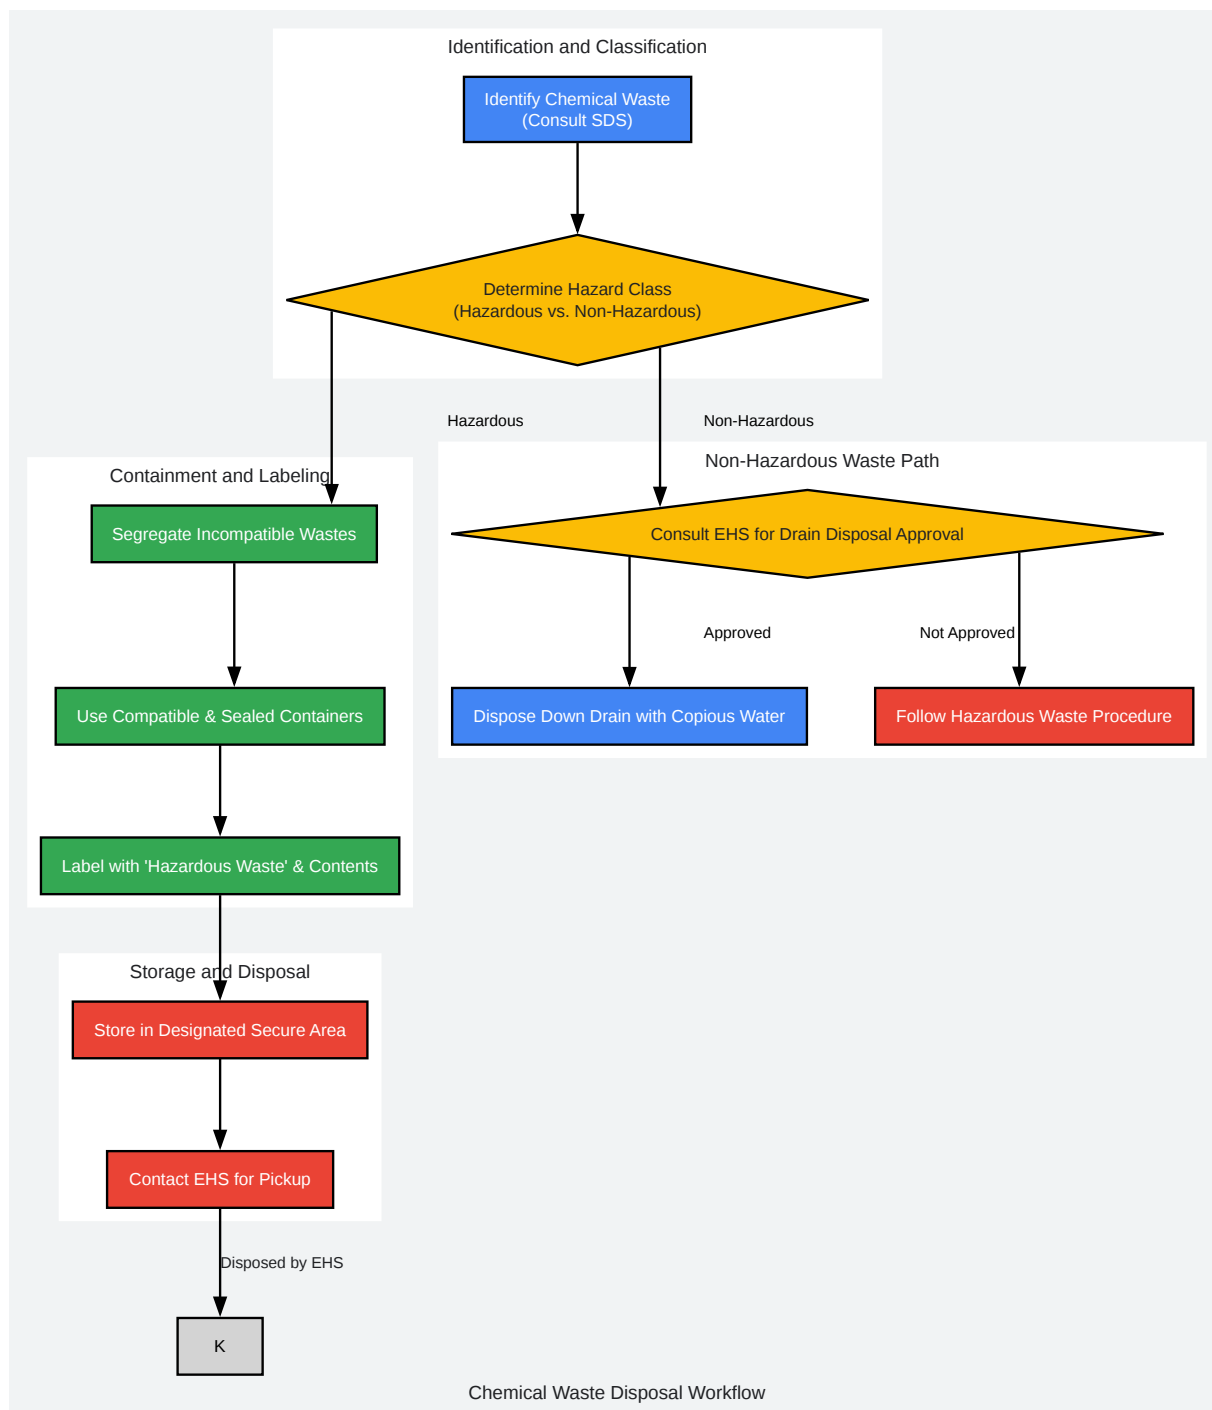 Identification and Classification
Identify Chemical Waste
(Consult SDS)
Determine Hazard Class
(Hazardous vs. Non-Hazardous)
Hazardous
Non-Hazardous
Containment and Labeling
Segregate Incompatible Wastes
Use Compatible & Sealed Containers
Label with 'Hazardous Waste' & Contents
Non-Hazardous Waste Path
Consult EHS for Drain Disposal Approval
Approved
Not Approved
Dispose Down Drain with Copious Water
Follow Hazardous Waste Procedure
Storage and Disposal
Store in Designated Secure Area
Contact EHS for Pickup
Disposed by EHS
K
Chemical Waste Disposal Workflow